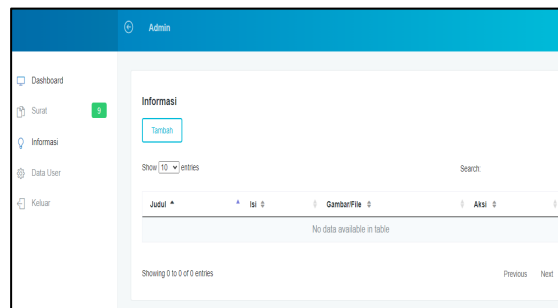 Admin
Dashboard
Surat 9
Informasi
Data User
Keluar
Informasi
Tambah
Show 10 entries
Search:
Judul Isi Gambar/File Aksi
No data available in table
Showing 0 to 0 of 0 entries
Previous Next